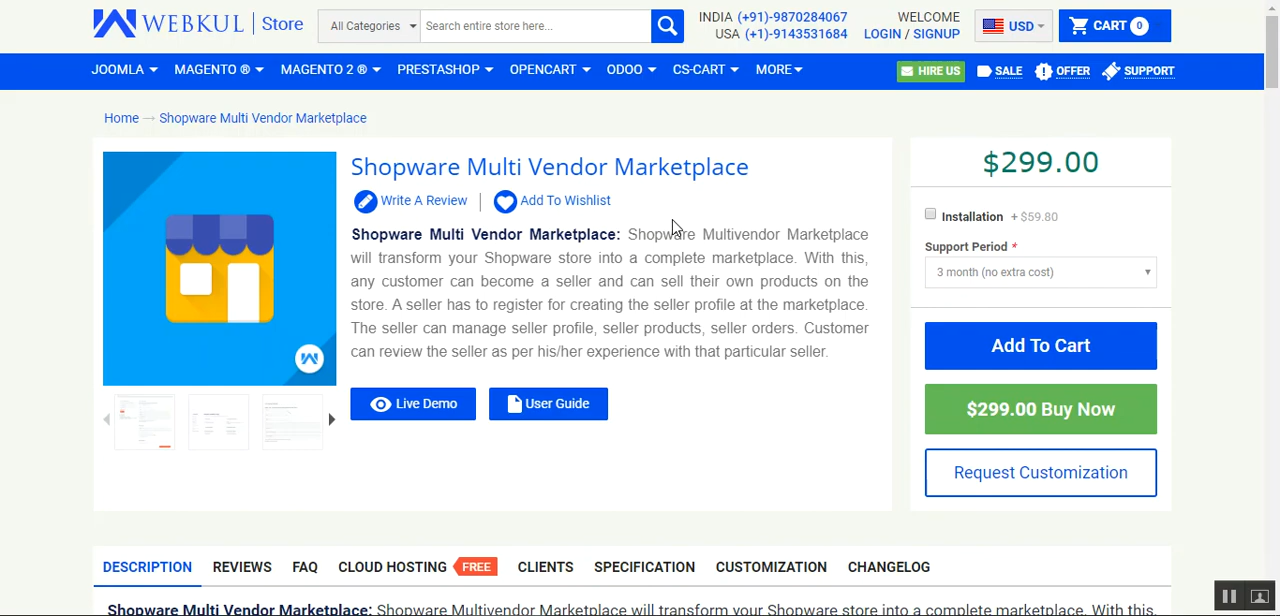 WEBKUL | Store
All Categories
Search entire store here...
INDIA (+91)-9870284067
USA (+1)-9143531684
WELCOME
LOGIN / SIGNUP
USD
CART 0
JOOMLA MAGENTO ® MAGENTO 2 ® PRESTASHOP OPENCART ODOO CS-CART MORE
HIRE US SALE OFFER SUPPORT
Home → Shopware Multi Vendor Marketplace
Shopware Multi Vendor Marketplace
Write A Review | Add To Wishlist
Shopware Multi Vendor Marketplace: Shopware Multivendor Marketplace
will transform your Shopware store into a complete marketplace. With this,
any customer can become a seller and can sell their own products on the
store. A seller has to register for creating the seller profile at the marketplace.
The seller can manage seller profile, seller products, seller orders. Customer
can review the seller as per his/her experience with that particular seller.
Live Demo
User Guide
$299.00
Installation + $59.80
Support Period *
3 month (no extra cost)
Add To Cart
$299.00 Buy Now
Request Customization
DESCRIPTION REVIEWS FAQ CLOUD HOSTING FREE CLIENTS SPECIFICATION CUSTOMIZATION CHANGELOG
Shopware Multi Vendor Marketplace: Shopware Multivendor Marketplace will transform your Shopware store into a complete marketplace. With this,